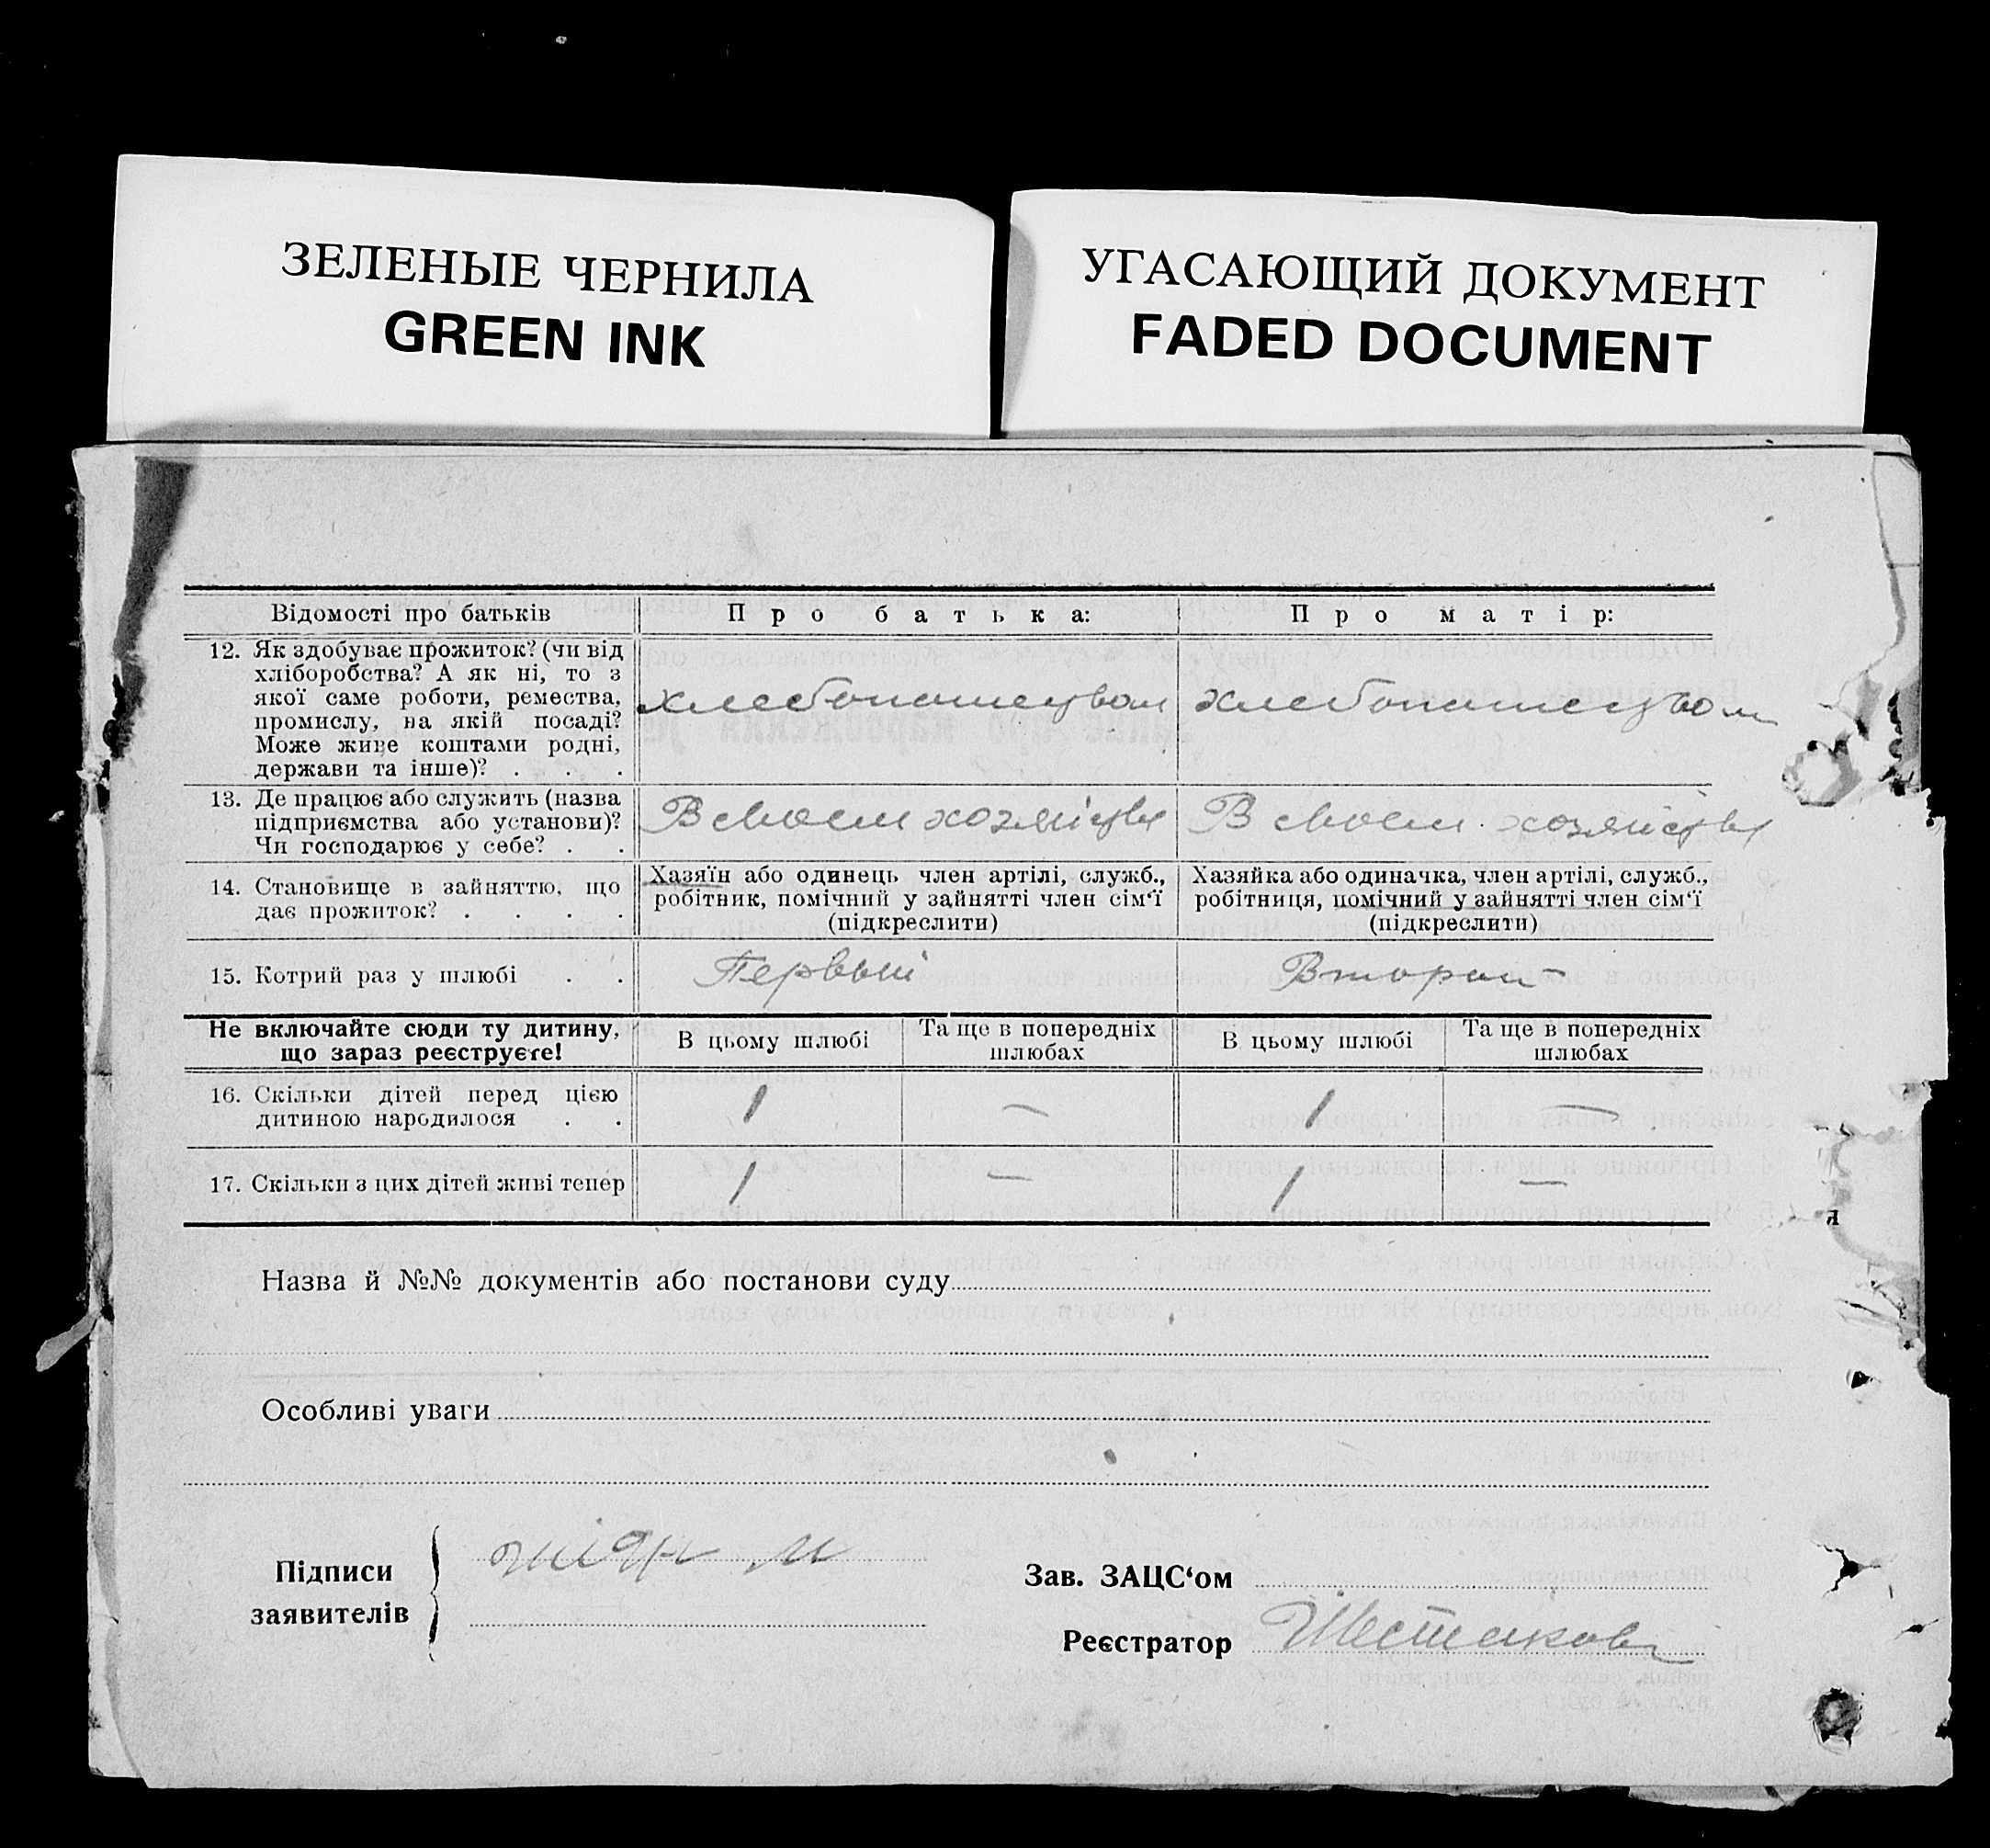 ЗЕЛЕНЫЕ ЧЕРНИЛА
GREEN INK
УГАСАЮЩИЙ ДОКУМЕНТ
FADED DOCUMENT
Відомості про батьків
Про батька:
Про матір:
12. Як здобуває прожиток? (чи від
хліборобства? А як ні, то з
якої саме роботи, ремества,
промислу, на якій посаді?
Може живе коштами родні,
держави та інше)? . . .
хлебопашеством
хлебопашеством
13. Де працює або служить (назва
підприємства або установи)?
Чи господарює у себе? . .
В своем хозяйстве
В своем хозяйстве
14. Становище в зайняттю, що
дає прожиток? . . . .
Хазяїн або одинець член артілі, служб.,
робітник, помічний у зайнятті член сім‘ї
(підкреслити)
Хазяйка або одиначка, член артілі, служб.,
робітниця, помічний у зайнятті член сім‘ї
(підкреслити)
15. Котрий раз у шлюбі . .
Первый
Второй
Не включайте сюди ту дитину,
що зараз реєструєте!
В цьому шлюбі
Та ще в попередніх
шлюбах
В цьому шлюбі
Та ще в попередніх
шлюбах
16. Скільки дітей перед цією
дитиною народилося . .
1
—
1
—
17. Скільки з цих дітей живі тепер
1
—
1
—
я
Назва й №№ документів або постанови суду
Особливі уваги
Підписи
заявителів
Зав. ЗАЦС‘ом
Реєстратор Шестаков